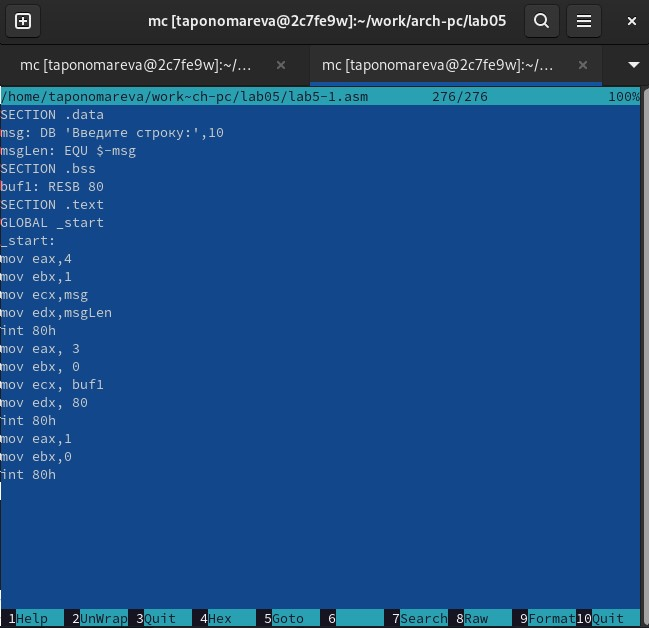 mc [taponomareva@2c7fe9w]:~/work/arch-pc/lab05
mc [taponomareva@2c7fe9w]:~/... mc [taponomareva@2c7fe9w]:~/...
/home/taponomareva/work~ch-pc/lab05/lab5-1.asm 276/276 100%
SECTION .data
msg: DB 'Введите строку:',10
msgLen: EQU $-msg
SECTION .bss
buf1: RESB 80
SECTION .text
GLOBAL _start
_start:
mov eax,4
mov ebx,1
mov ecx,msg
mov edx,msgLen
int 80h
mov eax, 3
mov ebx, 0
mov ecx, buf1
mov edx, 80
int 80h
mov eax,1
mov ebx,0
int 80h
1Help 2UnWrap 3Quit 4Hex 5Goto 6 7Search 8Raw 9Format 10Quit